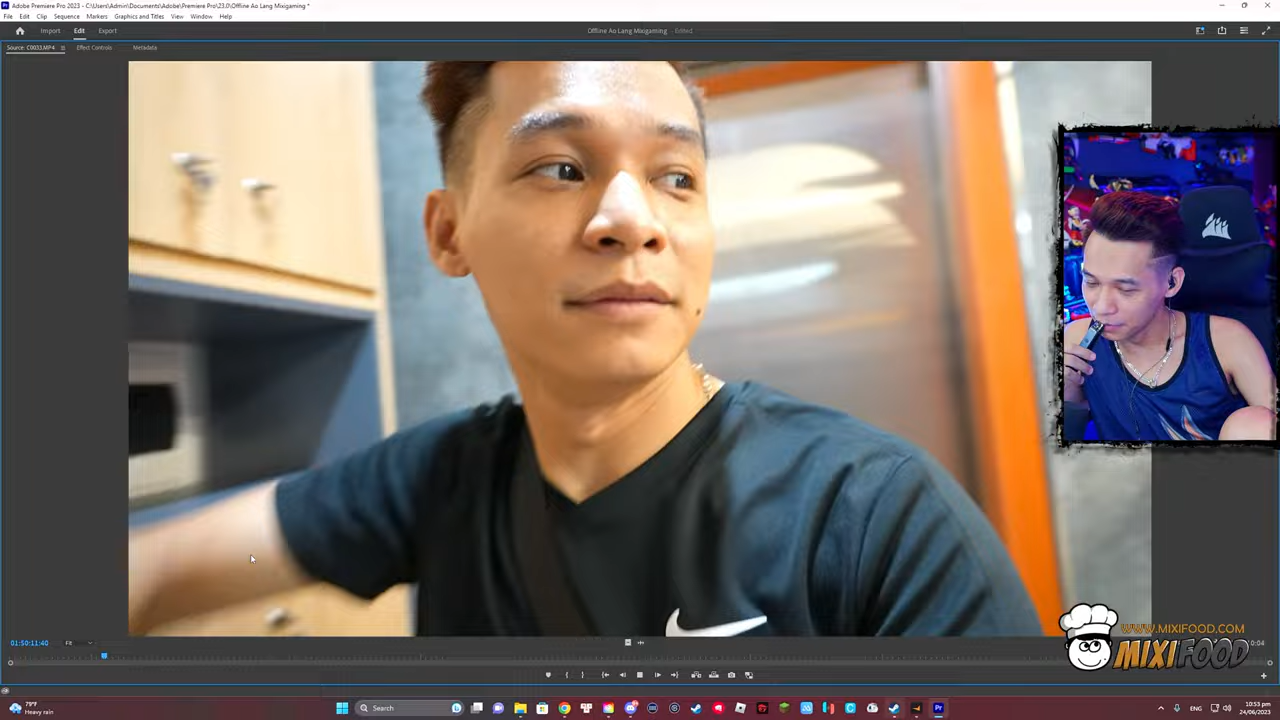 Adobe Premiere Pro 2023 - C:\Users\Admin\Documents\Adobe\Premiere Pro\23.0\Offline Ao Lang Mixigaming *
File Edit Clip Sequence Markers Graphics and Titles View Window Help
Import Edit Export
Offline Ao Lang Mixigaming - Edited
Source: C0033.MP4 Effect Controls Metadata
WWW.MIXIFOOD.COM
MIXIFOOD
01:50:11:40 Fit
79°F
Heavy rain
Search
ENG
10:53 PM
24/06/2023